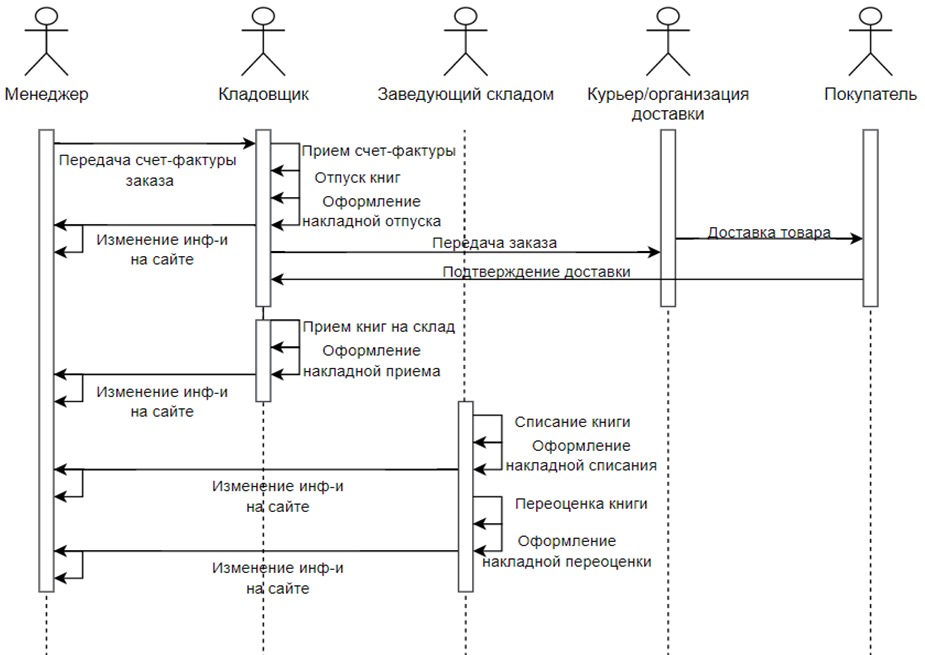 Менеджер
Кладовщик
Заведующий складом
Курьер/организация
доставки
Покупатель
Передача счет-фактуры
заказа
Прием счет-фактуры
Отпуск книг
Оформление
накладной отпуска
Изменение инф-и
на сайте
Передача заказа
Доставка товара
Подтверждение доставки
Прием книг на склад
Оформление
накладной приема
Изменение инф-и
на сайте
Списание книги
Оформление
накладной списания
Изменение инф-и
на сайте
Переоценка книги
Оформление
накладной переоценки
Изменение инф-и
на сайте